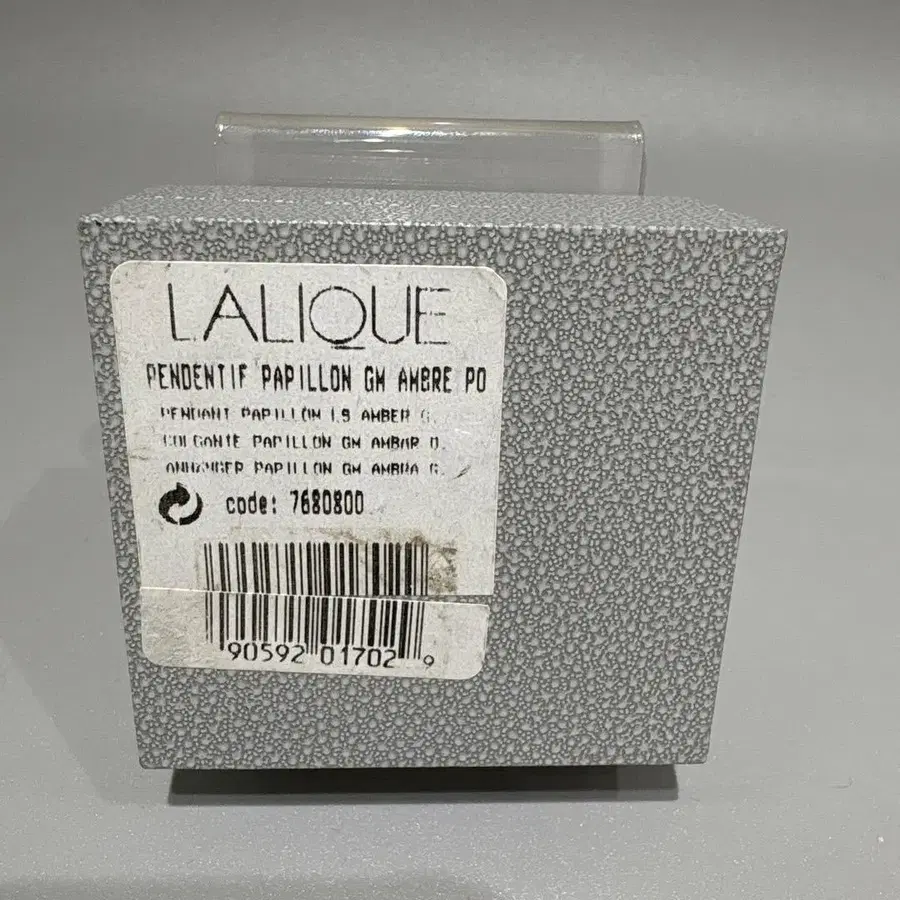 LALIQUE
PENDENTIF PAPILLON GM AMBRE PO
PENDANT PAPILLON LS AMBER G.
COLGANTE PAPILLON GM AMBAR O.
ANHANGER PAPILLON GM AMBRA G.
code: 7680800
90592 01702 9